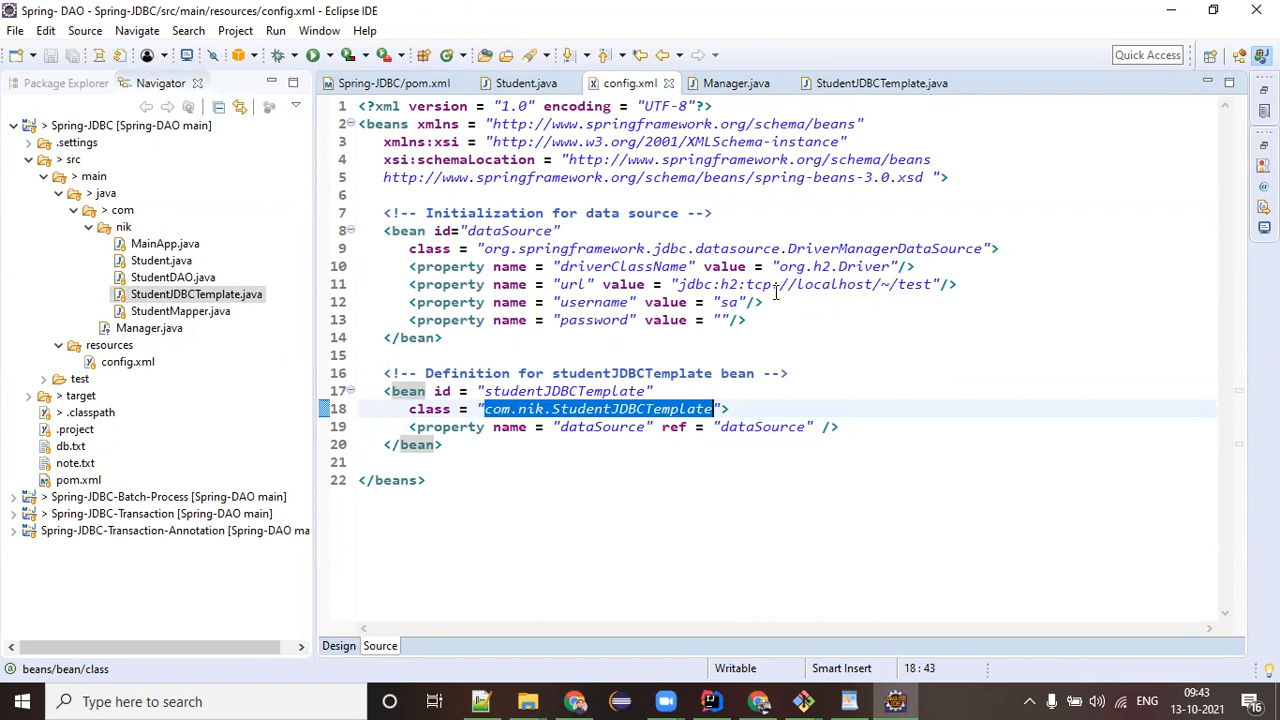 Spring- DAO - Spring-JDBC/src/main/resources/config.xml - Eclipse IDE
File Edit Source Navigate Search Project Run Window Help
Quick Access
Package Explorer Navigator
Spring-JDBC/pom.xml Student.java config.xml Manager.java StudentJDBCTemplate.java
Spring-JDBC [Spring-DAO main]
.settings
> src
> main
> java
> com
nik
MainApp.java
Student.java
StudentDAO.java
StudentJDBCTemplate.java
StudentMapper.java
Manager.java
resources
config.xml
test
> target
.classpath
.project
db.txt
note.txt
pom.xml
> Spring-JDBC-Batch-Process [Spring-DAO main]
> Spring-JDBC-Transaction [Spring-DAO main]
Spring-JDBC-Transaction-Annotation [Spring-DAO ma
1 <?xml version = "1.0" encoding = "UTF-8"?>
2 <beans xmlns = "http://www.springframework.org/schema/beans"
3 xmlns:xsi = "http://www.w3.org/2001/XMLSchema-instance"
4 xsi:schemaLocation = "http://www.springframework.org/schema/beans
5 http://www.springframework.org/schema/beans/spring-beans-3.0.xsd ">
6
7 <!-- Initialization for data source -->
8 <bean id="dataSource"
9 class = "org.springframework.jdbc.datasource.DriverManagerDataSource">
10 <property name = "driverClassName" value = "org.h2.Driver"/>
11 <property name = "url" value = "jdbc:h2:tcp://localhost/~/test"/>
12 <property name = "username" value = "sa"/>
13 <property name = "password" value = ""/>
14 </bean>
15
16 <!-- Definition for studentJDBCTemplate bean -->
17 <bean id = "studentJDBCTemplate"
18 class = "com.nik.StudentJDBCTemplate">
19 <property name = "dataSource" ref = "dataSource" />
20 </bean>
21
22 </beans>
Design Source
beans/bean/class
Writable Smart Insert 18 : 43
Type here to search
ENG
09:43
13-10-2021
16